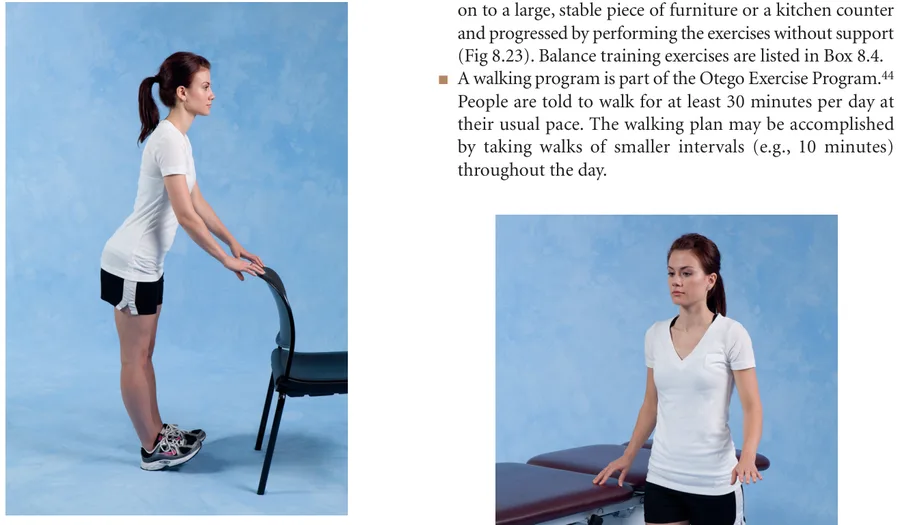 on to a large, stable piece of furniture or a kitchen counter
and progressed by performing the exercises without support
(Fig 8.23). Balance training exercises are listed in Box 8.4.
■ A walking program is part of the Otego Exercise Program.44
People are told to walk for at least 30 minutes per day at
their usual pace. The walking plan may be accomplished
by taking walks of smaller intervals (e.g., 10 minutes)
throughout the day.